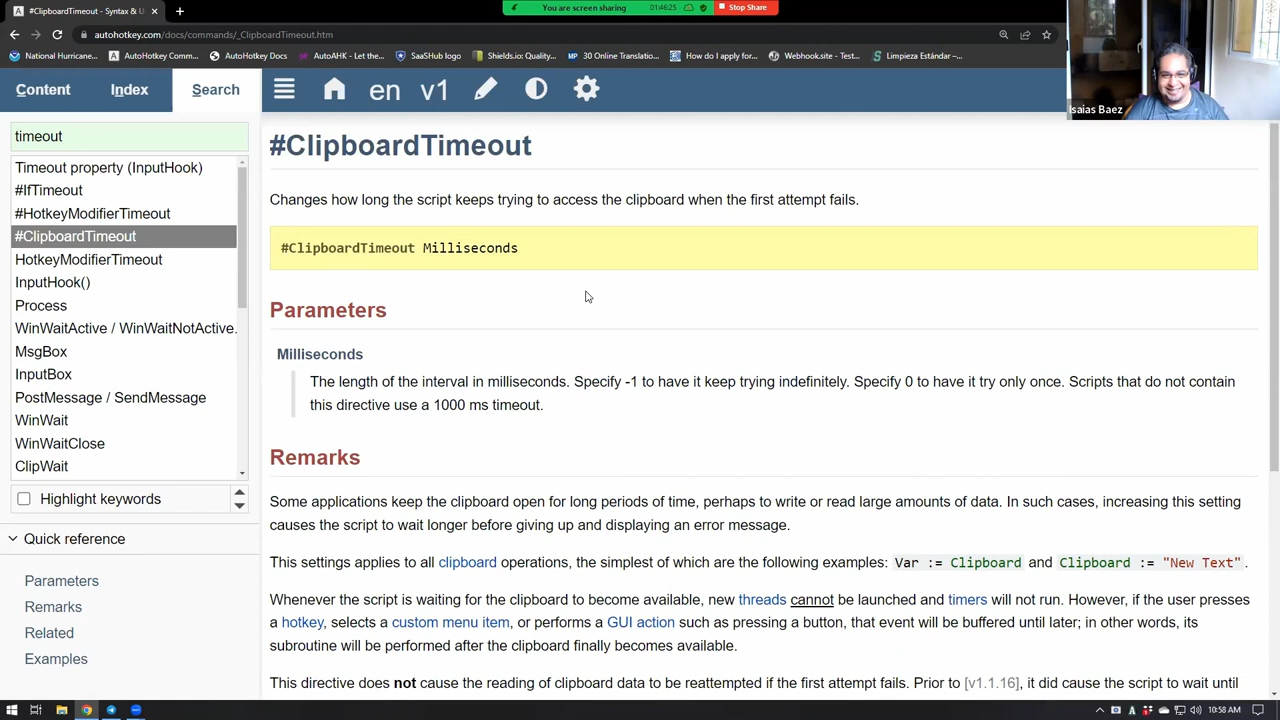 #ClipboardTimeout - Syntax & U
You are screen sharing
01:46:25
Stop Share
autohotkey.com/docs/commands/_ClipboardTimeout.htm
National Hurricane...
AutoHotkey Commu...
AutoHotkey Docs
AutoAHK - Let the...
SaaSHub logo
Shields.io: Quality...
30 Online Translatio...
How do I apply for...
Webhook.site - Test...
Limpieza Estándar –...
Isaias Baez
Content
Index
Search
en
v1
timeout
Timeout property (InputHook)
#IfTimeout
#HotkeyModifierTimeout
#ClipboardTimeout
HotkeyModifierTimeout
InputHook()
Process
WinWaitActive / WinWaitNotActive.
MsgBox
InputBox
PostMessage / SendMessage
WinWait
WinWaitClose
ClipWait
Highlight keywords
Quick reference
Parameters
Remarks
Related
Examples
#ClipboardTimeout
Changes how long the script keeps trying to access the clipboard when the first attempt fails.
#ClipboardTimeout Milliseconds
Parameters
Milliseconds
The length of the interval in milliseconds. Specify -1 to have it keep trying indefinitely. Specify 0 to have it try only once. Scripts that do not contain
this directive use a 1000 ms timeout.
Remarks
Some applications keep the clipboard open for long periods of time, perhaps to write or read large amounts of data. In such cases, increasing this setting
causes the script to wait longer before giving up and displaying an error message.
This settings applies to all clipboard operations, the simplest of which are the following examples: Var := Clipboard and Clipboard := "New Text".
Whenever the script is waiting for the clipboard to become available, new threads cannot be launched and timers will not run. However, if the user presses
a hotkey, selects a custom menu item, or performs a GUI action such as pressing a button, that event will be buffered until later; in other words, its
subroutine will be performed after the clipboard finally becomes available.
This directive does not cause the reading of clipboard data to be reattempted if the first attempt fails. Prior to [v1.1.16], it did cause the script to wait until
10:58 AM